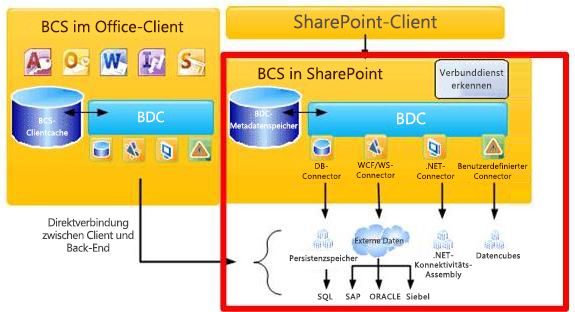 BCS im Office-Client
SharePoint-Client
BCS in SharePoint
Verbunddienst
erkennen
BCS-
Clientcache
BDC
BDC-
Metadatenspeicher
BDC
DB-
Connector
WCF/WS-
Connector
.NET-
Connector
Benutzerdefinierter
Connector
Direktverbindung
zwischen Client und
Back-End
Persistenzspeicher
Externe Daten
.NET-
Konnektivitäts-
Assembly
Datencubes
SQL
SAP
ORACLE
Siebel